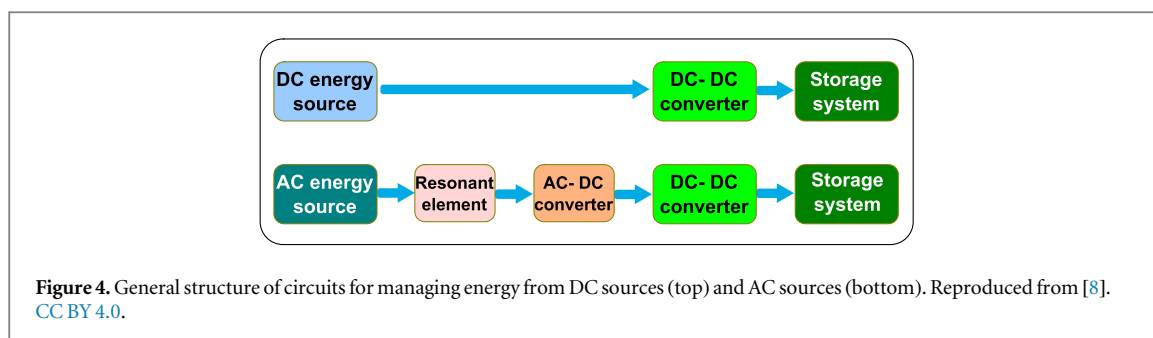 DC energy
source
DC- DC
converter
Storage
system
AC energy
source
Resonant
element
AC- DC
converter
DC- DC
converter
Storage
system
Figure 4. General structure of circuits for managing energy from DC sources (top) and AC sources (bottom). Reproduced from [8].
CC BY 4.0.